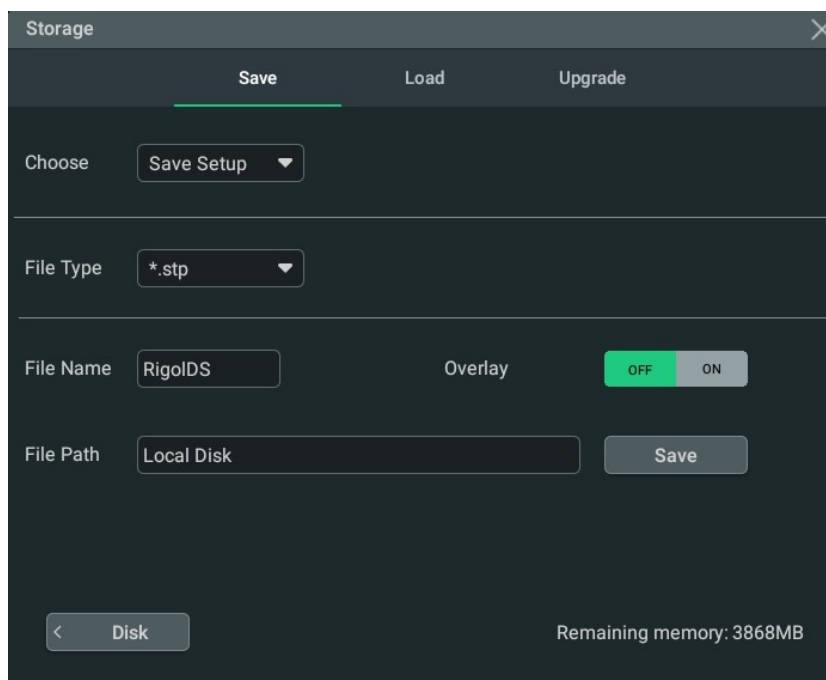 Storage
Save Load Upgrade
Choose Save Setup
File Type *.stp
File Name RigolDS Overlay OFF ON
File Path Local Disk Save
< Disk Remaining memory: 3868MB